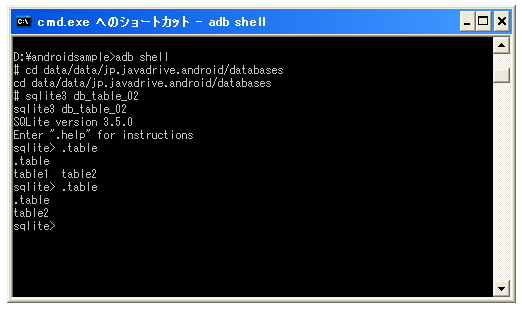 cmd.exe へのショートカット - adb shell
D:¥androidsample>adb shell
# cd data/data/jp.javadrive.android/databases
cd data/data/jp.javadrive.android/databases
# sqlite3 db_table_02
sqlite3 db_table_02
SQLite version 3.5.0
Enter ".help" for instructions
sqlite> .table
.table
table1  table2
sqlite> .table
.table
table2
sqlite>